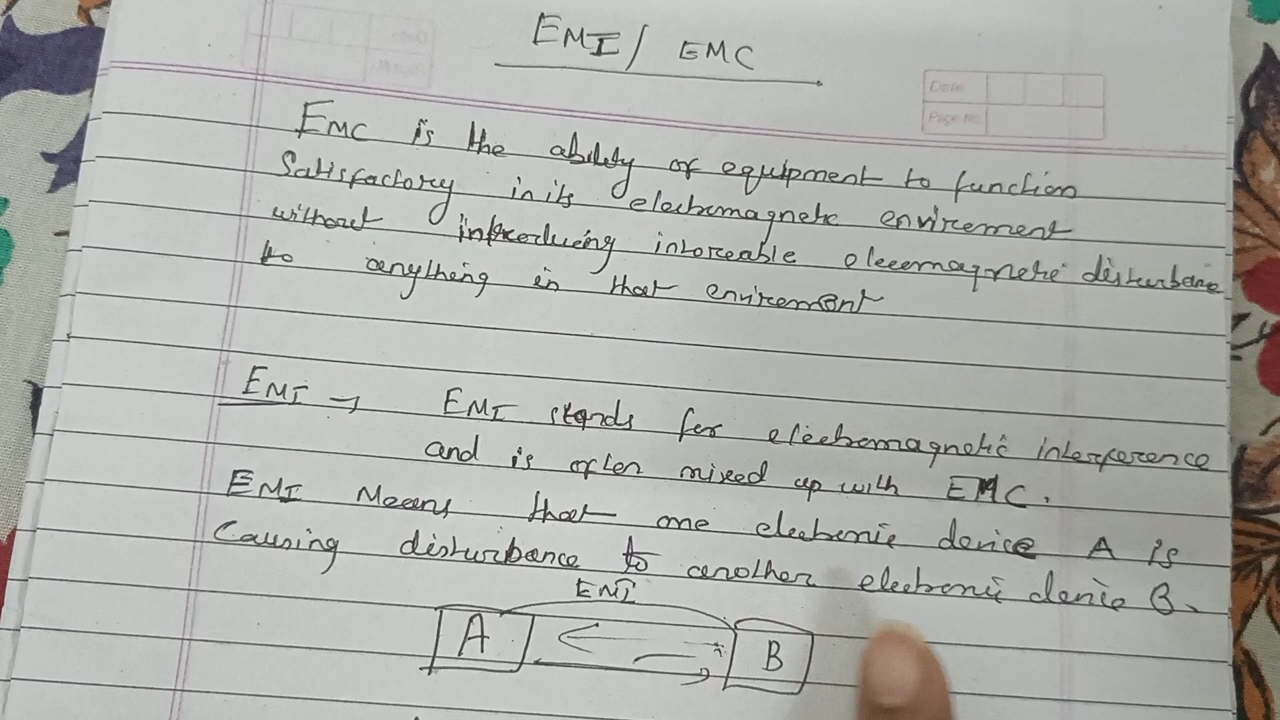 EMI / EMC
Date
Page No.
EMC is the ability of equipment to function
Satisfactory in its electromagnetic envirement
without introducing intoreable elecemagnetic disturbane
to anything in that envirement
EMI → EMI stands for electromagnetic interference
and is often mixed up with EMC.
EMI Means that one electronic device A is
Causing disturbance to another electronic device B.
EMI
A
B